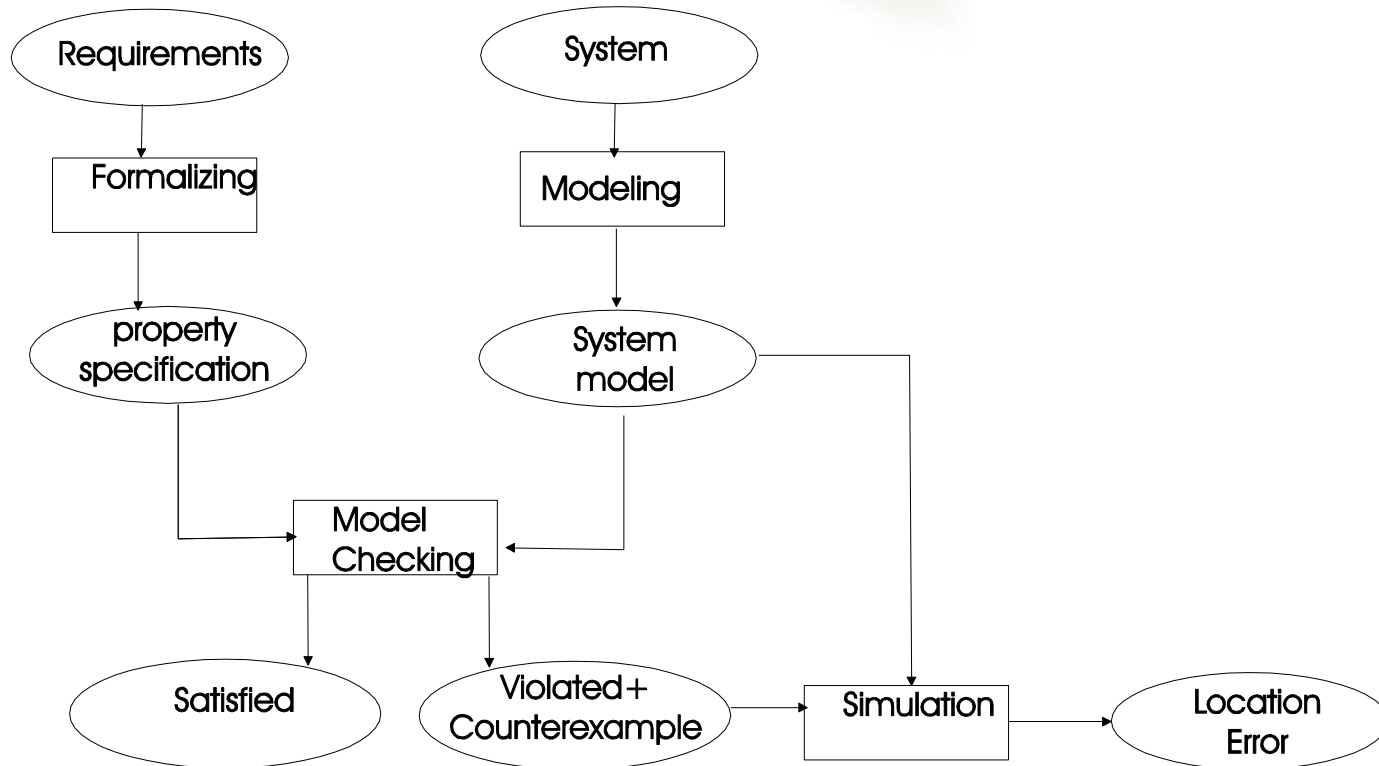 Requirements
System
Formalizing
Modeling
property
specification
System
model
Model
Checking
Satisfied
Violated+
Counterexample
Simulation
Location
Error